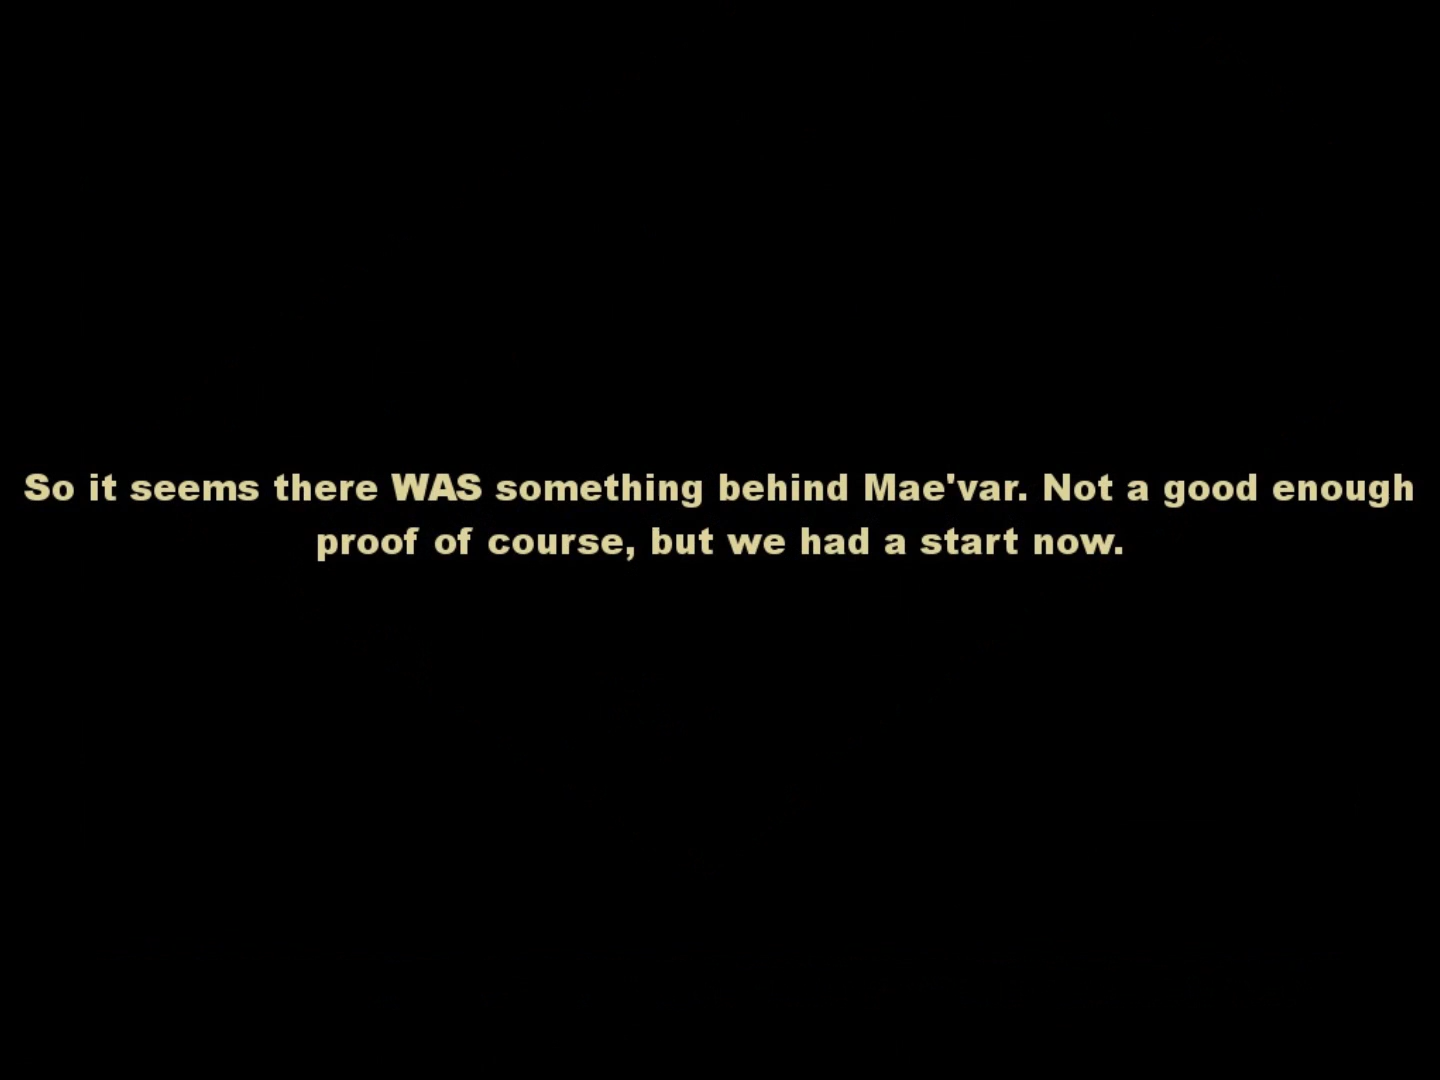 So it seems there WAS something behind Mae'var. Not a good enough
proof of course, but we had a start now.